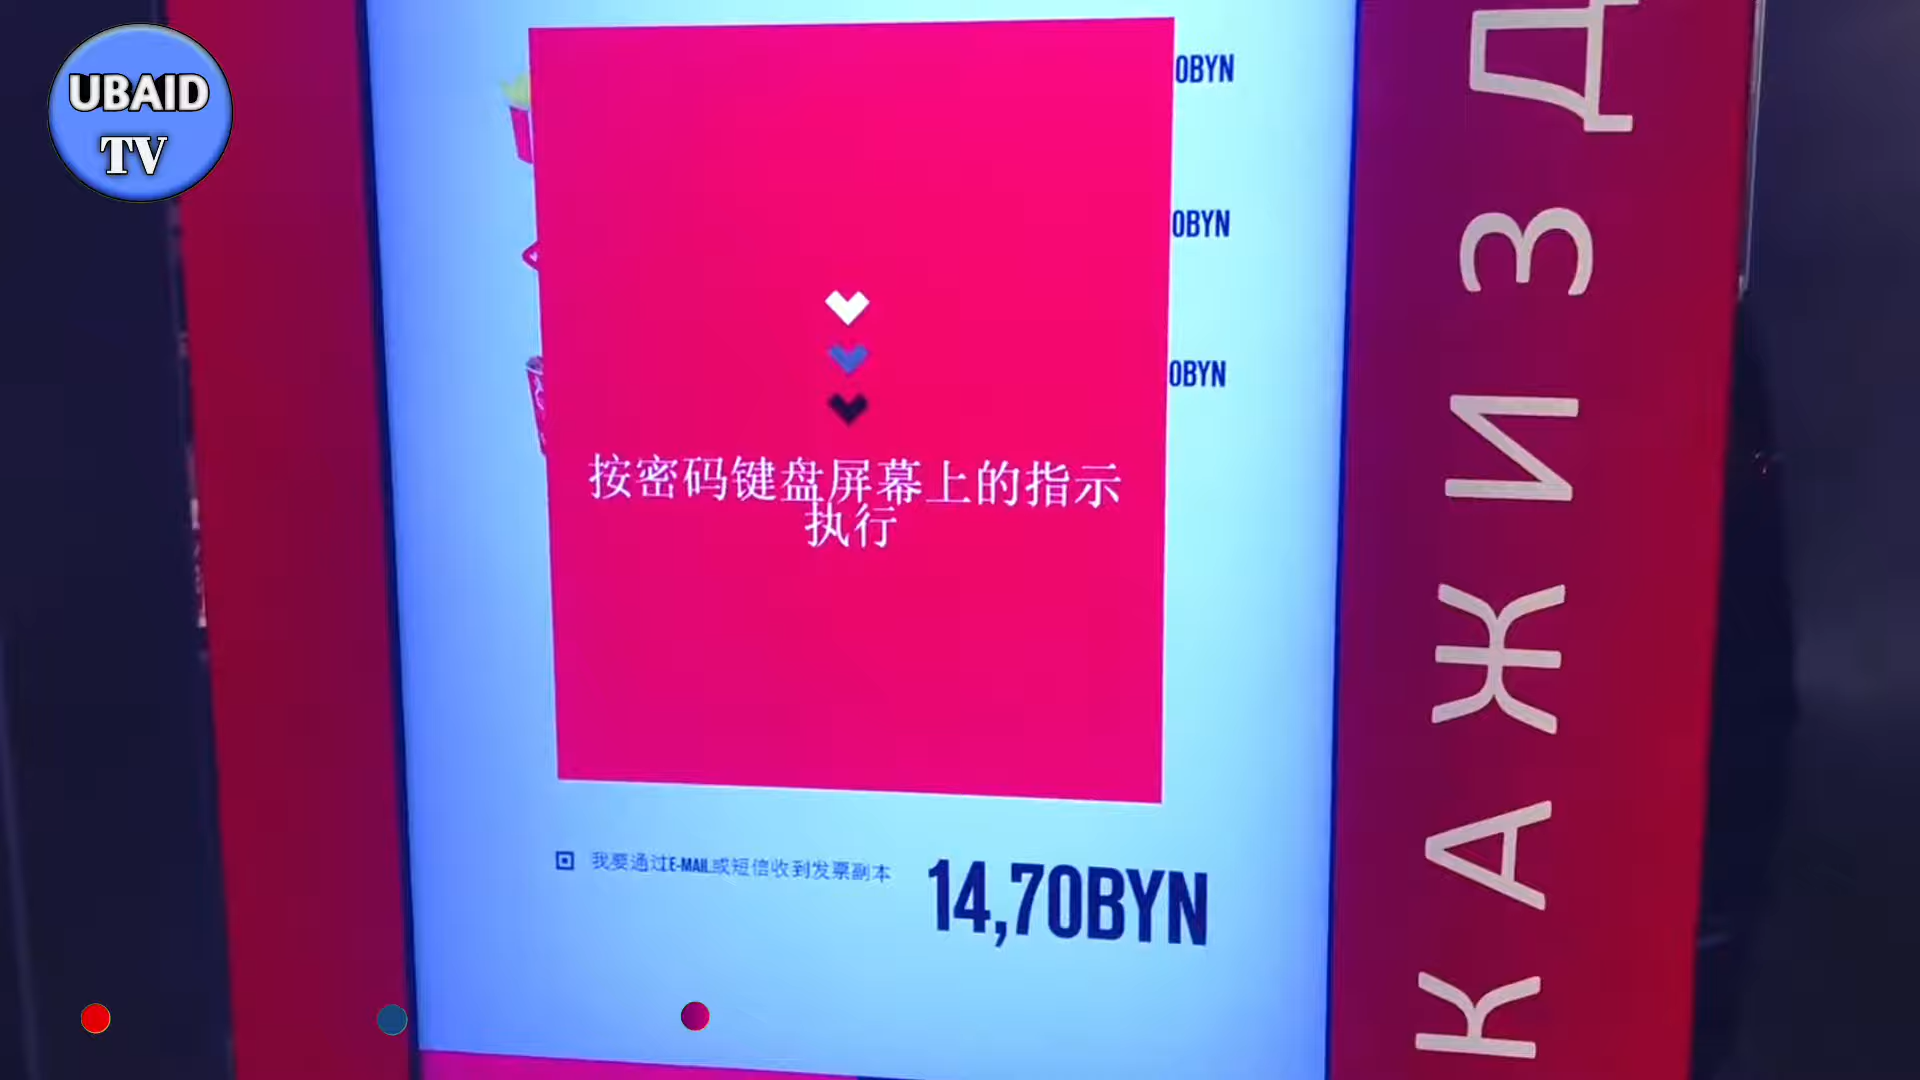 UBAID
TV
0BYN
0BYN
0BYN
按密码键盘屏幕上的指示
执行
我要通过E-MAIL或短信收到发票副本
14,70BYN
КАЖИЗД